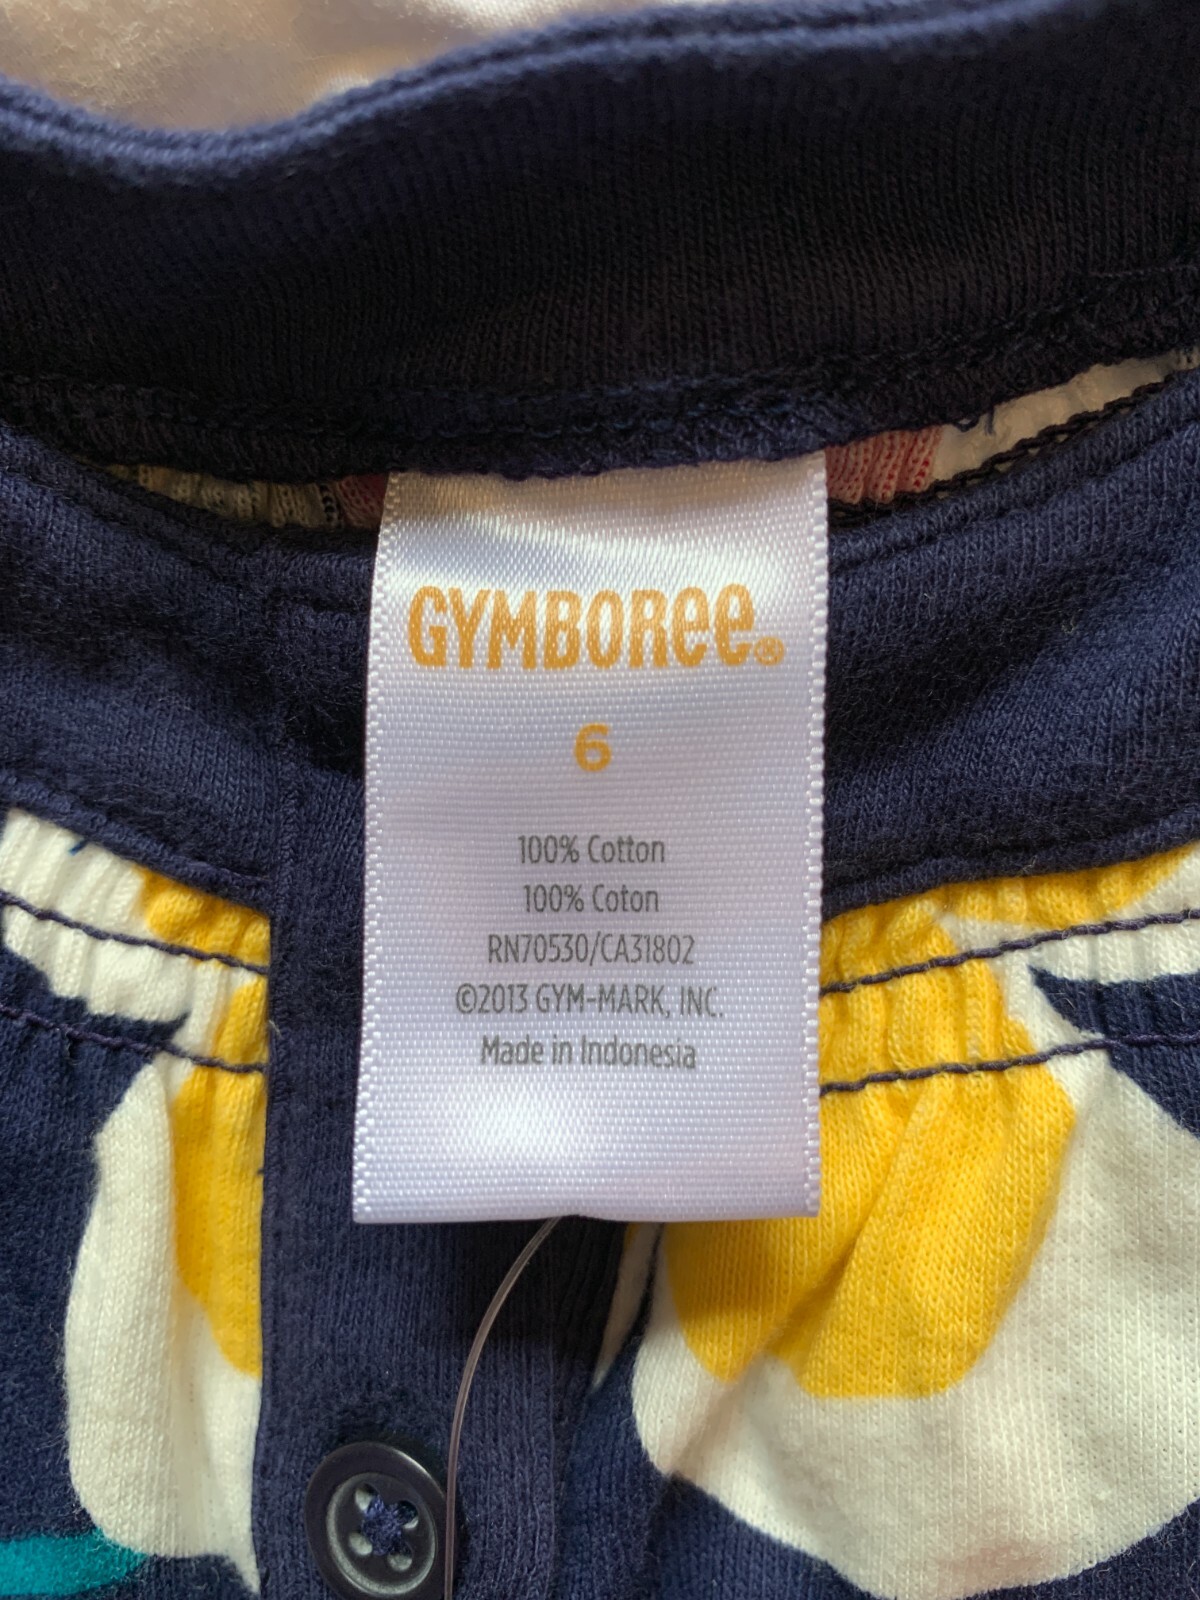 GYMBORee®
6
100% Cotton
100% Coton
RN70530/CA31802
©2013 GYM-MARK, INC.
Made in Indonesia